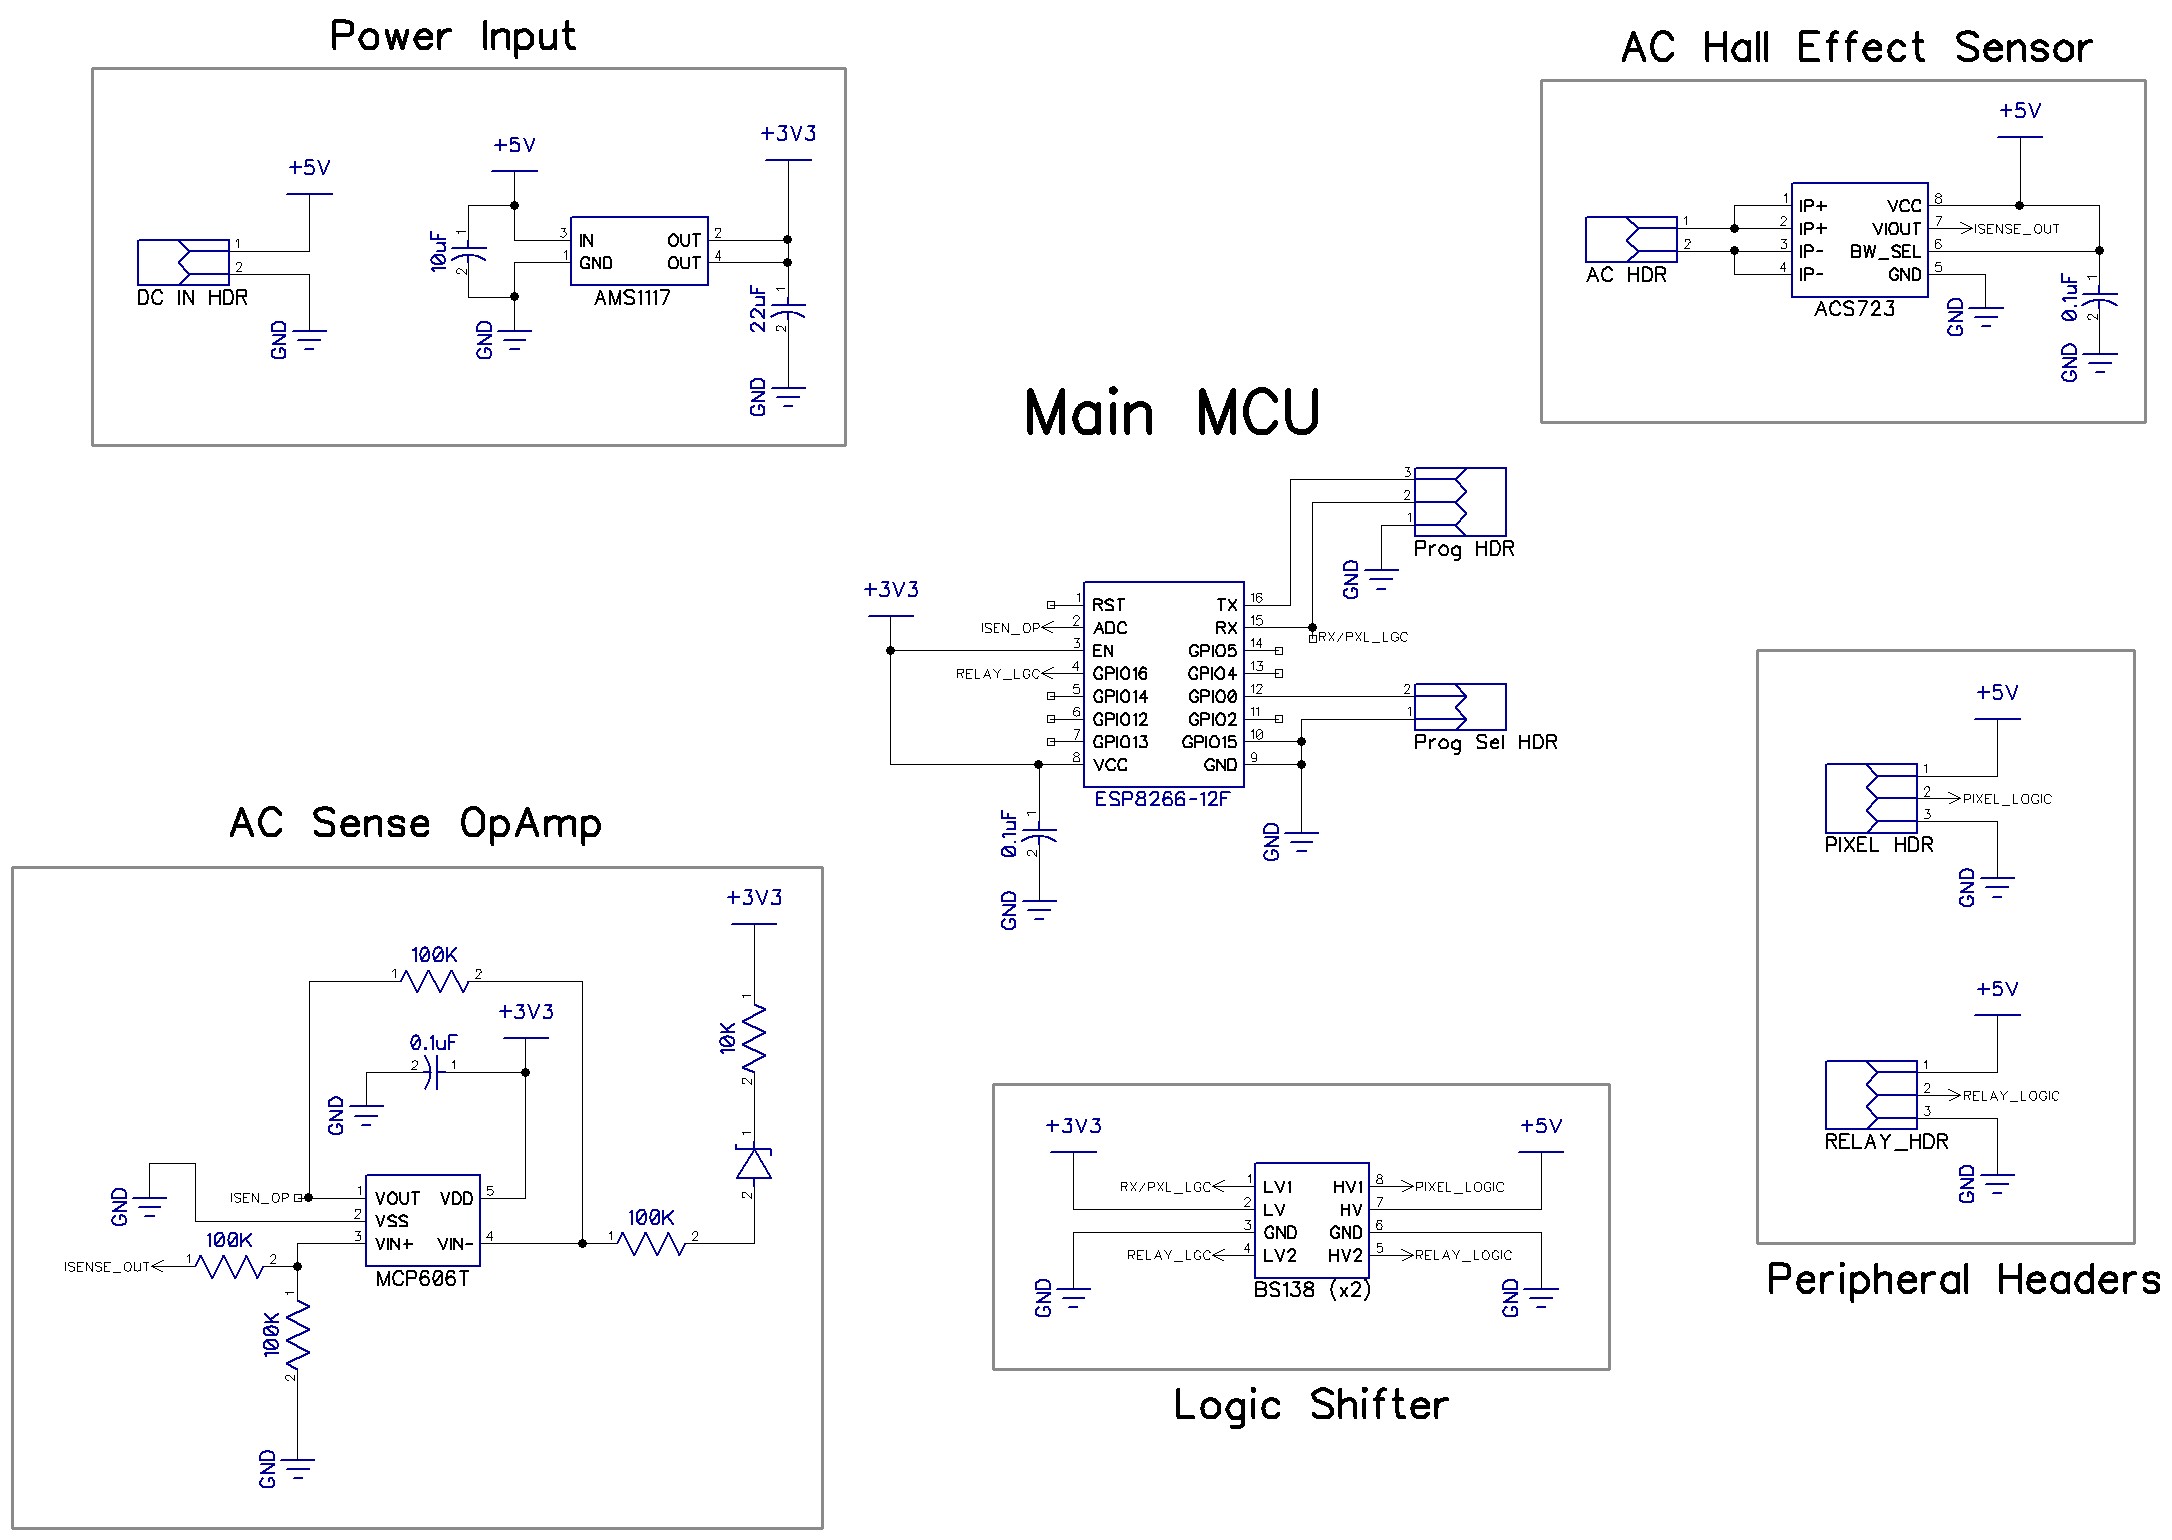 Power Input
+5V
1
2
DC IN HDR
GND
+5V
10uF
1
2
GND
3 IN OUT 2
1 GND OUT 4
AMS1117
+3V3
22uF
1
2
GND
AC Hall Effect Sensor
+5V
1
2
AC HDR
1 IP+ VCC 8
2 IP+ VIOUT 7 ISENSE_OUT
3 IP- BW_SEL 6
4 IP- GND 5
ACS723
GND
0.1uF
1
2
GND
Main MCU
3
2
1
Prog HDR
GND
+3V3
1 RST TX 16
ISEN_OP 2 ADC RX 15 RX/PXL_LGC
3 EN GPIO5 14
RELAY_LGC 4 GPIO16 GPIO4 13
5 GPIO14 GPIO0 12
6 GPIO12 GPIO2 11
7 GPIO13 GPIO15 10
8 VCC GND 9
ESP8266-12F
2
1
Prog Sel HDR
0.1uF
1
2
GND
GND
+5V
1
2 PIXEL_LOGIC
3
PIXEL HDR
GND
+5V
1
2 RELAY_LOGIC
3
RELAY_HDR
GND
Peripheral Headers
AC Sense OpAmp
+3V3
100K
1 2
+3V3
0.1uF
2 1
GND
10K
1
2
1
2
GND
ISEN_OP 1 VOUT VDD 5
2 VSS
3 VIN+ VIN- 4
MCP606T
100K
1 2
100K
ISENSE_OUT 1 2
100K
1
2
GND
+3V3
+5V
RX/PXL_LGC 1 LV1 HV1 8 PIXEL_LOGIC
2 LV HV 7
3 GND GND 6
RELAY_LGC 4 LV2 HV2 5 RELAY_LOGIC
BS138 (x2)
GND
GND
Logic Shifter